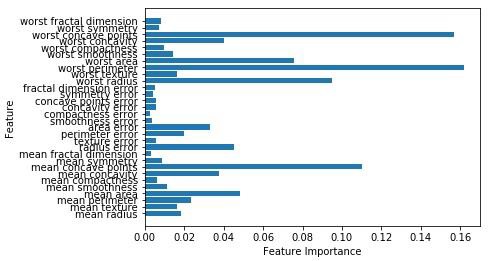 worst fractal dimension
worst symmetry
worst concave points
worst concavity
worst compactness
worst smoothness
worst area
worst perimeter
worst texture
worst radius
fractal dimension error
symmetry error
concave points error
concavity error
compactness error
smoothness error
area error
perimeter error
texture error
radius error
mean fractal dimension
mean symmetry
mean concave points
mean concavity
mean compactness
mean smoothness
mean area
mean perimeter
mean texture
mean radius
Feature
0.00 0.02 0.04 0.06 0.08 0.10 0.12 0.14 0.16
Feature Importance